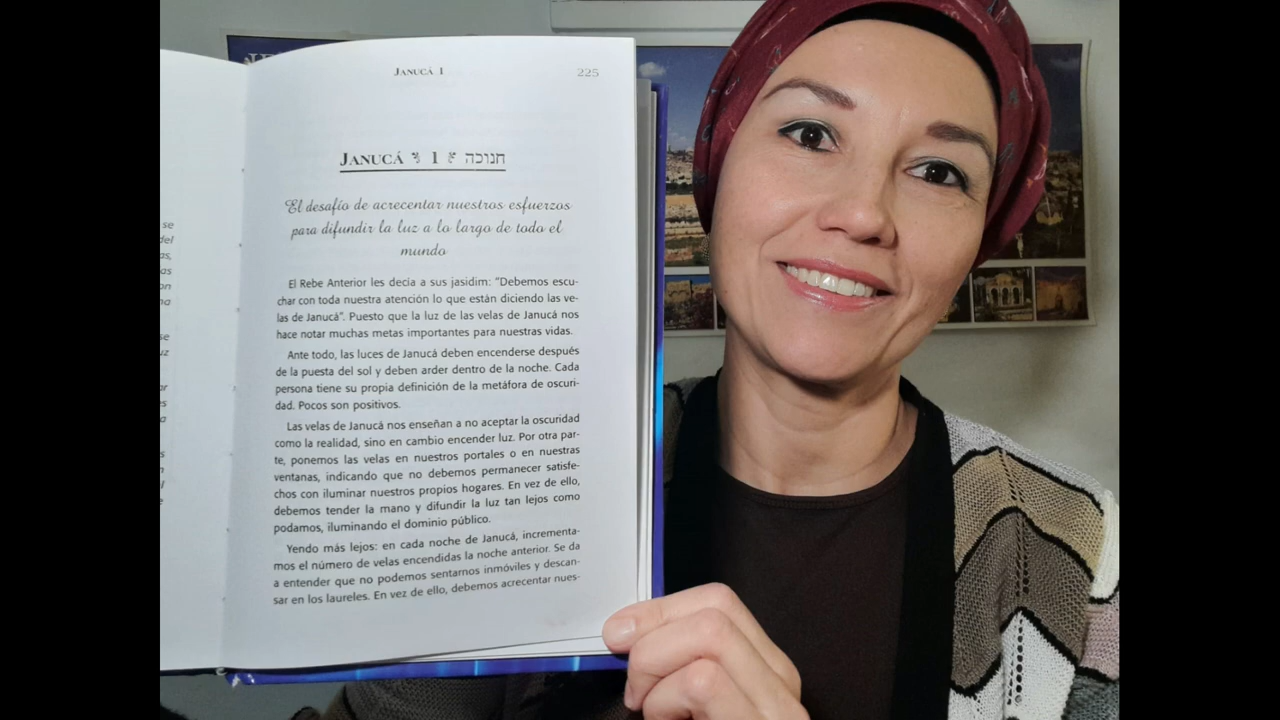 JANUCÁ 1
225
JANUCÁ 1 חנוכה
El desafío de acrecentar nuestros esfuerzos
para difundir la luz a lo largo de todo el
mundo
El Rebe Anterior les decía a sus jasidim: “Debemos escu-
char con toda nuestra atención lo que están diciendo las ve-
las de Janucá”. Puesto que la luz de las velas de Janucá nos
hace notar muchas metas importantes para nuestras vidas.
Ante todo, las luces de Janucá deben encenderse después
de la puesta del sol y deben arder dentro de la noche. Cada
persona tiene su propia definición de la metáfora de oscuri-
dad. Pocos son positivos.
Las velas de Janucá nos enseñan a no aceptar la oscuridad
como la realidad, sino en cambio encender luz. Por otra par-
te, ponemos las velas en nuestros portales o en nuestras
ventanas, indicando que no debemos permanecer satisfe-
chos con iluminar nuestros propios hogares. En vez de ello,
debemos tender la mano y difundir la luz tan lejos como
podamos, iluminando el dominio público.
Yendo más lejos: en cada noche de Janucá, incrementa-
mos el número de velas encendidas la noche anterior. Se da
a entender que no podemos sentarnos inmóviles y descan-
sar en los laureles. En vez de ello, debemos acrecentar nues-